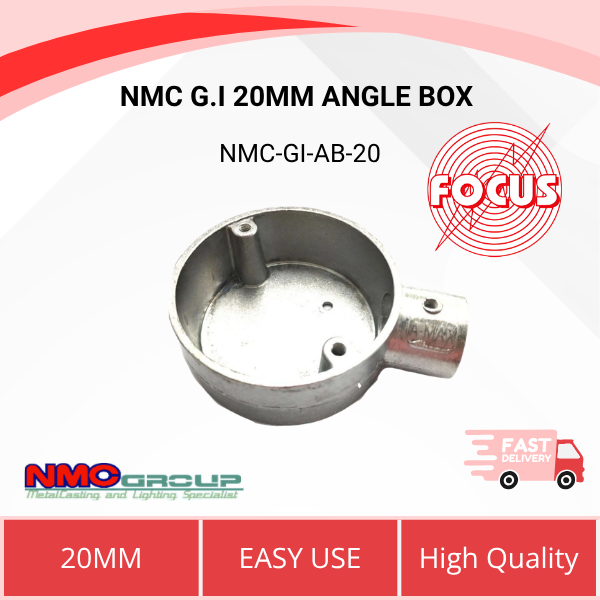 NMC G.I 20MM ANGLE BOX
NMC-GI-AB-20
FOCUS
FAST
DELIVERY
NMC GROUP
MetalCasting and Lighting Specialist
20MM
EASY USE
High Quality